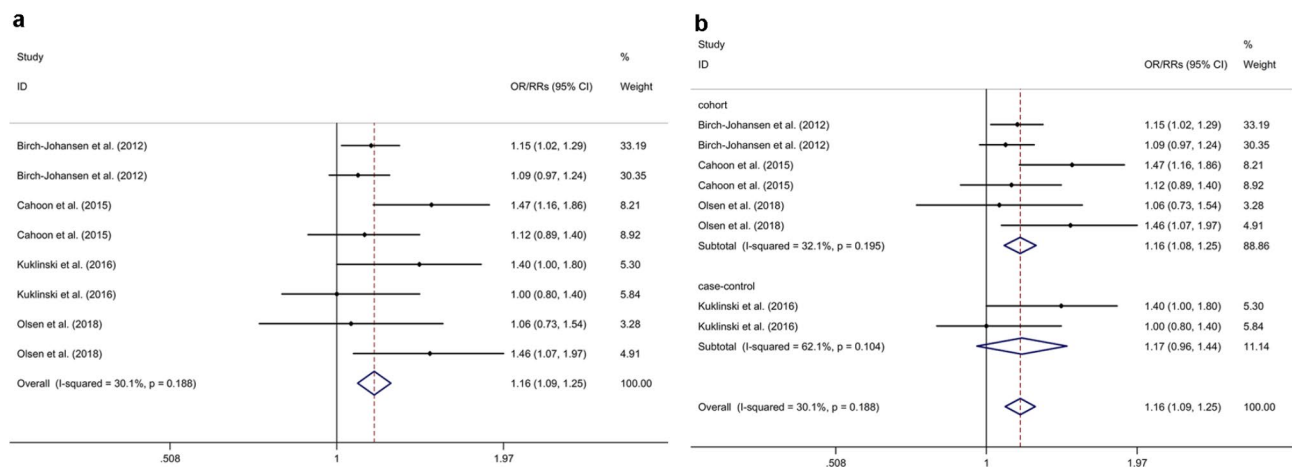 a
Study %
ID OR/RRs (95% CI) Weight
Birch-Johansen et al. (2012) 1.15 (1.02, 1.29) 33.19
Birch-Johansen et al. (2012) 1.09 (0.97, 1.24) 30.35
Cahoon et al. (2015) 1.47 (1.16, 1.86) 8.21
Cahoon et al. (2015) 1.12 (0.89, 1.40) 8.92
Kuklinski et al. (2016) 1.40 (1.00, 1.80) 5.30
Kuklinski et al. (2016) 1.00 (0.80, 1.40) 5.84
Olsen et al. (2018) 1.06 (0.73, 1.54) 3.28
Olsen et al. (2018) 1.46 (1.07, 1.97) 4.91
Overall (I-squared = 30.1%, p = 0.188) 1.16 (1.09, 1.25) 100.00
.508 1 1.97
b
Study %
ID OR/RRs (95% CI) Weight
cohort
Birch-Johansen et al. (2012) 1.15 (1.02, 1.29) 33.19
Birch-Johansen et al. (2012) 1.09 (0.97, 1.24) 30.35
Cahoon et al. (2015) 1.47 (1.16, 1.86) 8.21
Cahoon et al. (2015) 1.12 (0.89, 1.40) 8.92
Olsen et al. (2018) 1.06 (0.73, 1.54) 3.28
Olsen et al. (2018) 1.46 (1.07, 1.97) 4.91
Subtotal (I-squared = 32.1%, p = 0.195) 1.16 (1.08, 1.25) 88.86
case-control
Kuklinski et al. (2016) 1.40 (1.00, 1.80) 5.30
Kuklinski et al. (2016) 1.00 (0.80, 1.40) 5.84
Subtotal (I-squared = 62.1%, p = 0.104) 1.17 (0.96, 1.44) 11.14
Overall (I-squared = 30.1%, p = 0.188) 1.16 (1.09, 1.25) 100.00
.508 1 1.97